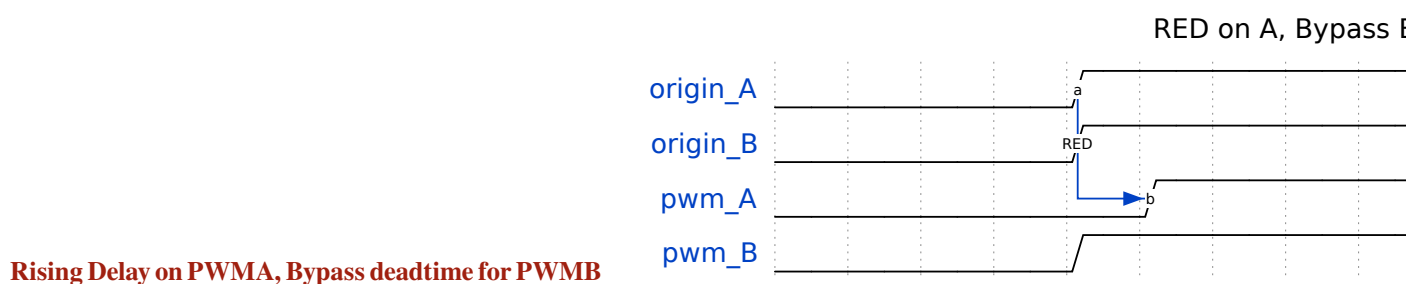 RED on A, Bypass
origin_A
a
origin_B
RED
pwm_A
b
pwm_B
Rising Delay on PWMA, Bypass deadtime for PWMB